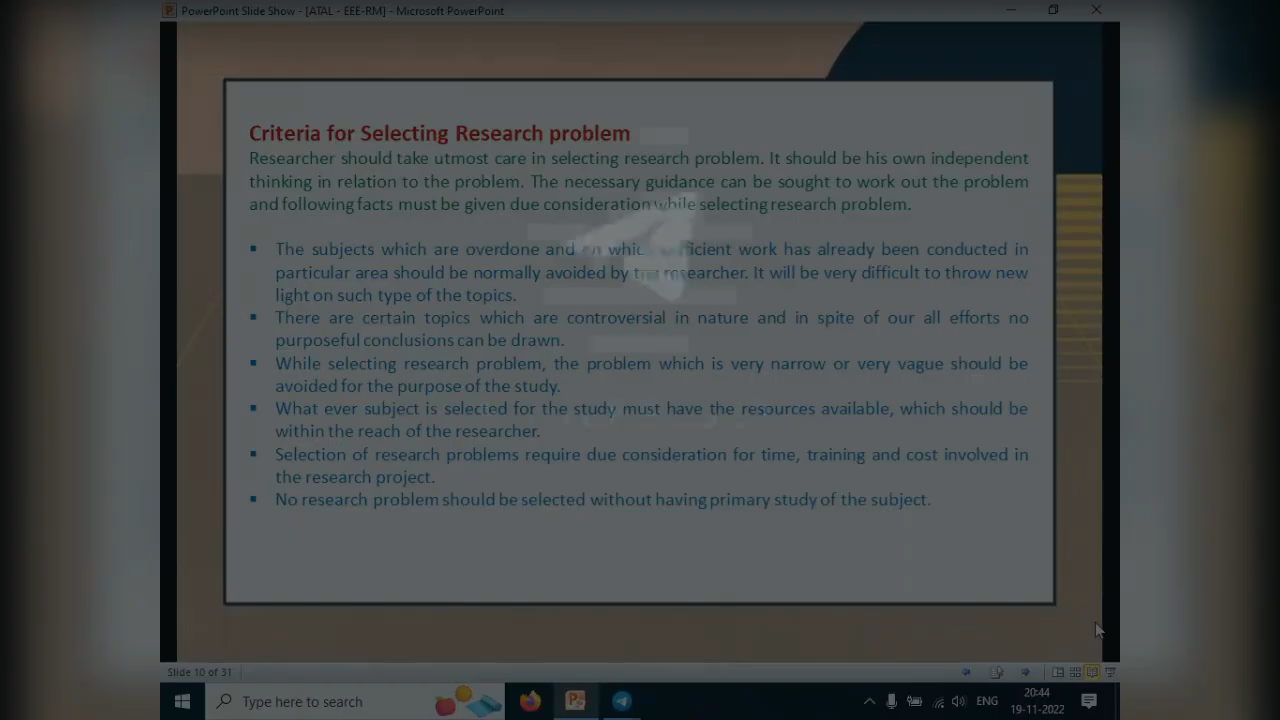 PowerPoint Slide Show - [ATAL - EEE-RM] - Microsoft PowerPoint
Criteria for Selecting Research problem
Researcher should take utmost care in selecting research problem. It should be his own independent
thinking in relation to the problem. The necessary guidance can be sought to work out the problem
and following facts must be given due consideration while selecting research problem.
▪ The subjects which are overdone and on which sufficient work has already been conducted in
particular area should be normally avoided by the researcher. It will be very difficult to throw new
light on such type of the topics.
▪ There are certain topics which are controversial in nature and in spite of our all efforts no
purposeful conclusions can be drawn.
▪ While selecting research problem, the problem which is very narrow or very vague should be
avoided for the purpose of the study.
▪ What ever subject is selected for the study must have the resources available, which should be
within the reach of the researcher.
▪ Selection of research problems require due consideration for time, training and cost involved in
the research project.
▪ No research problem should be selected without having primary study of the subject.
Slide 10 of 31
Type here to search
ENG
20:44
19-11-2022